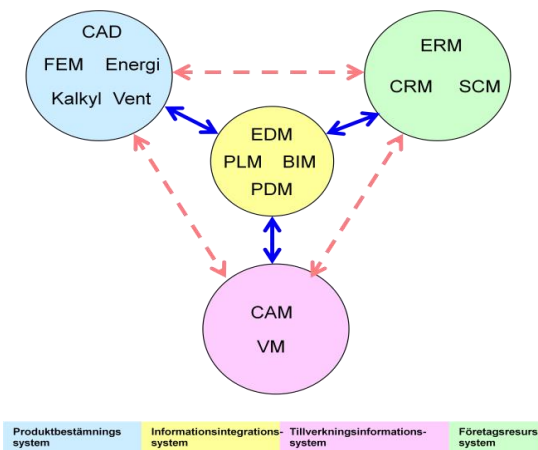 CAD
FEM Energi
Kalkyl Vent
ERM
CRM SCM
EDM
PLM BIM
PDM
CAM
VM
Produktbestämnings
system
Informationsintegrations-
system
Tillverkningsinformations-
system
Företagsresurs
system